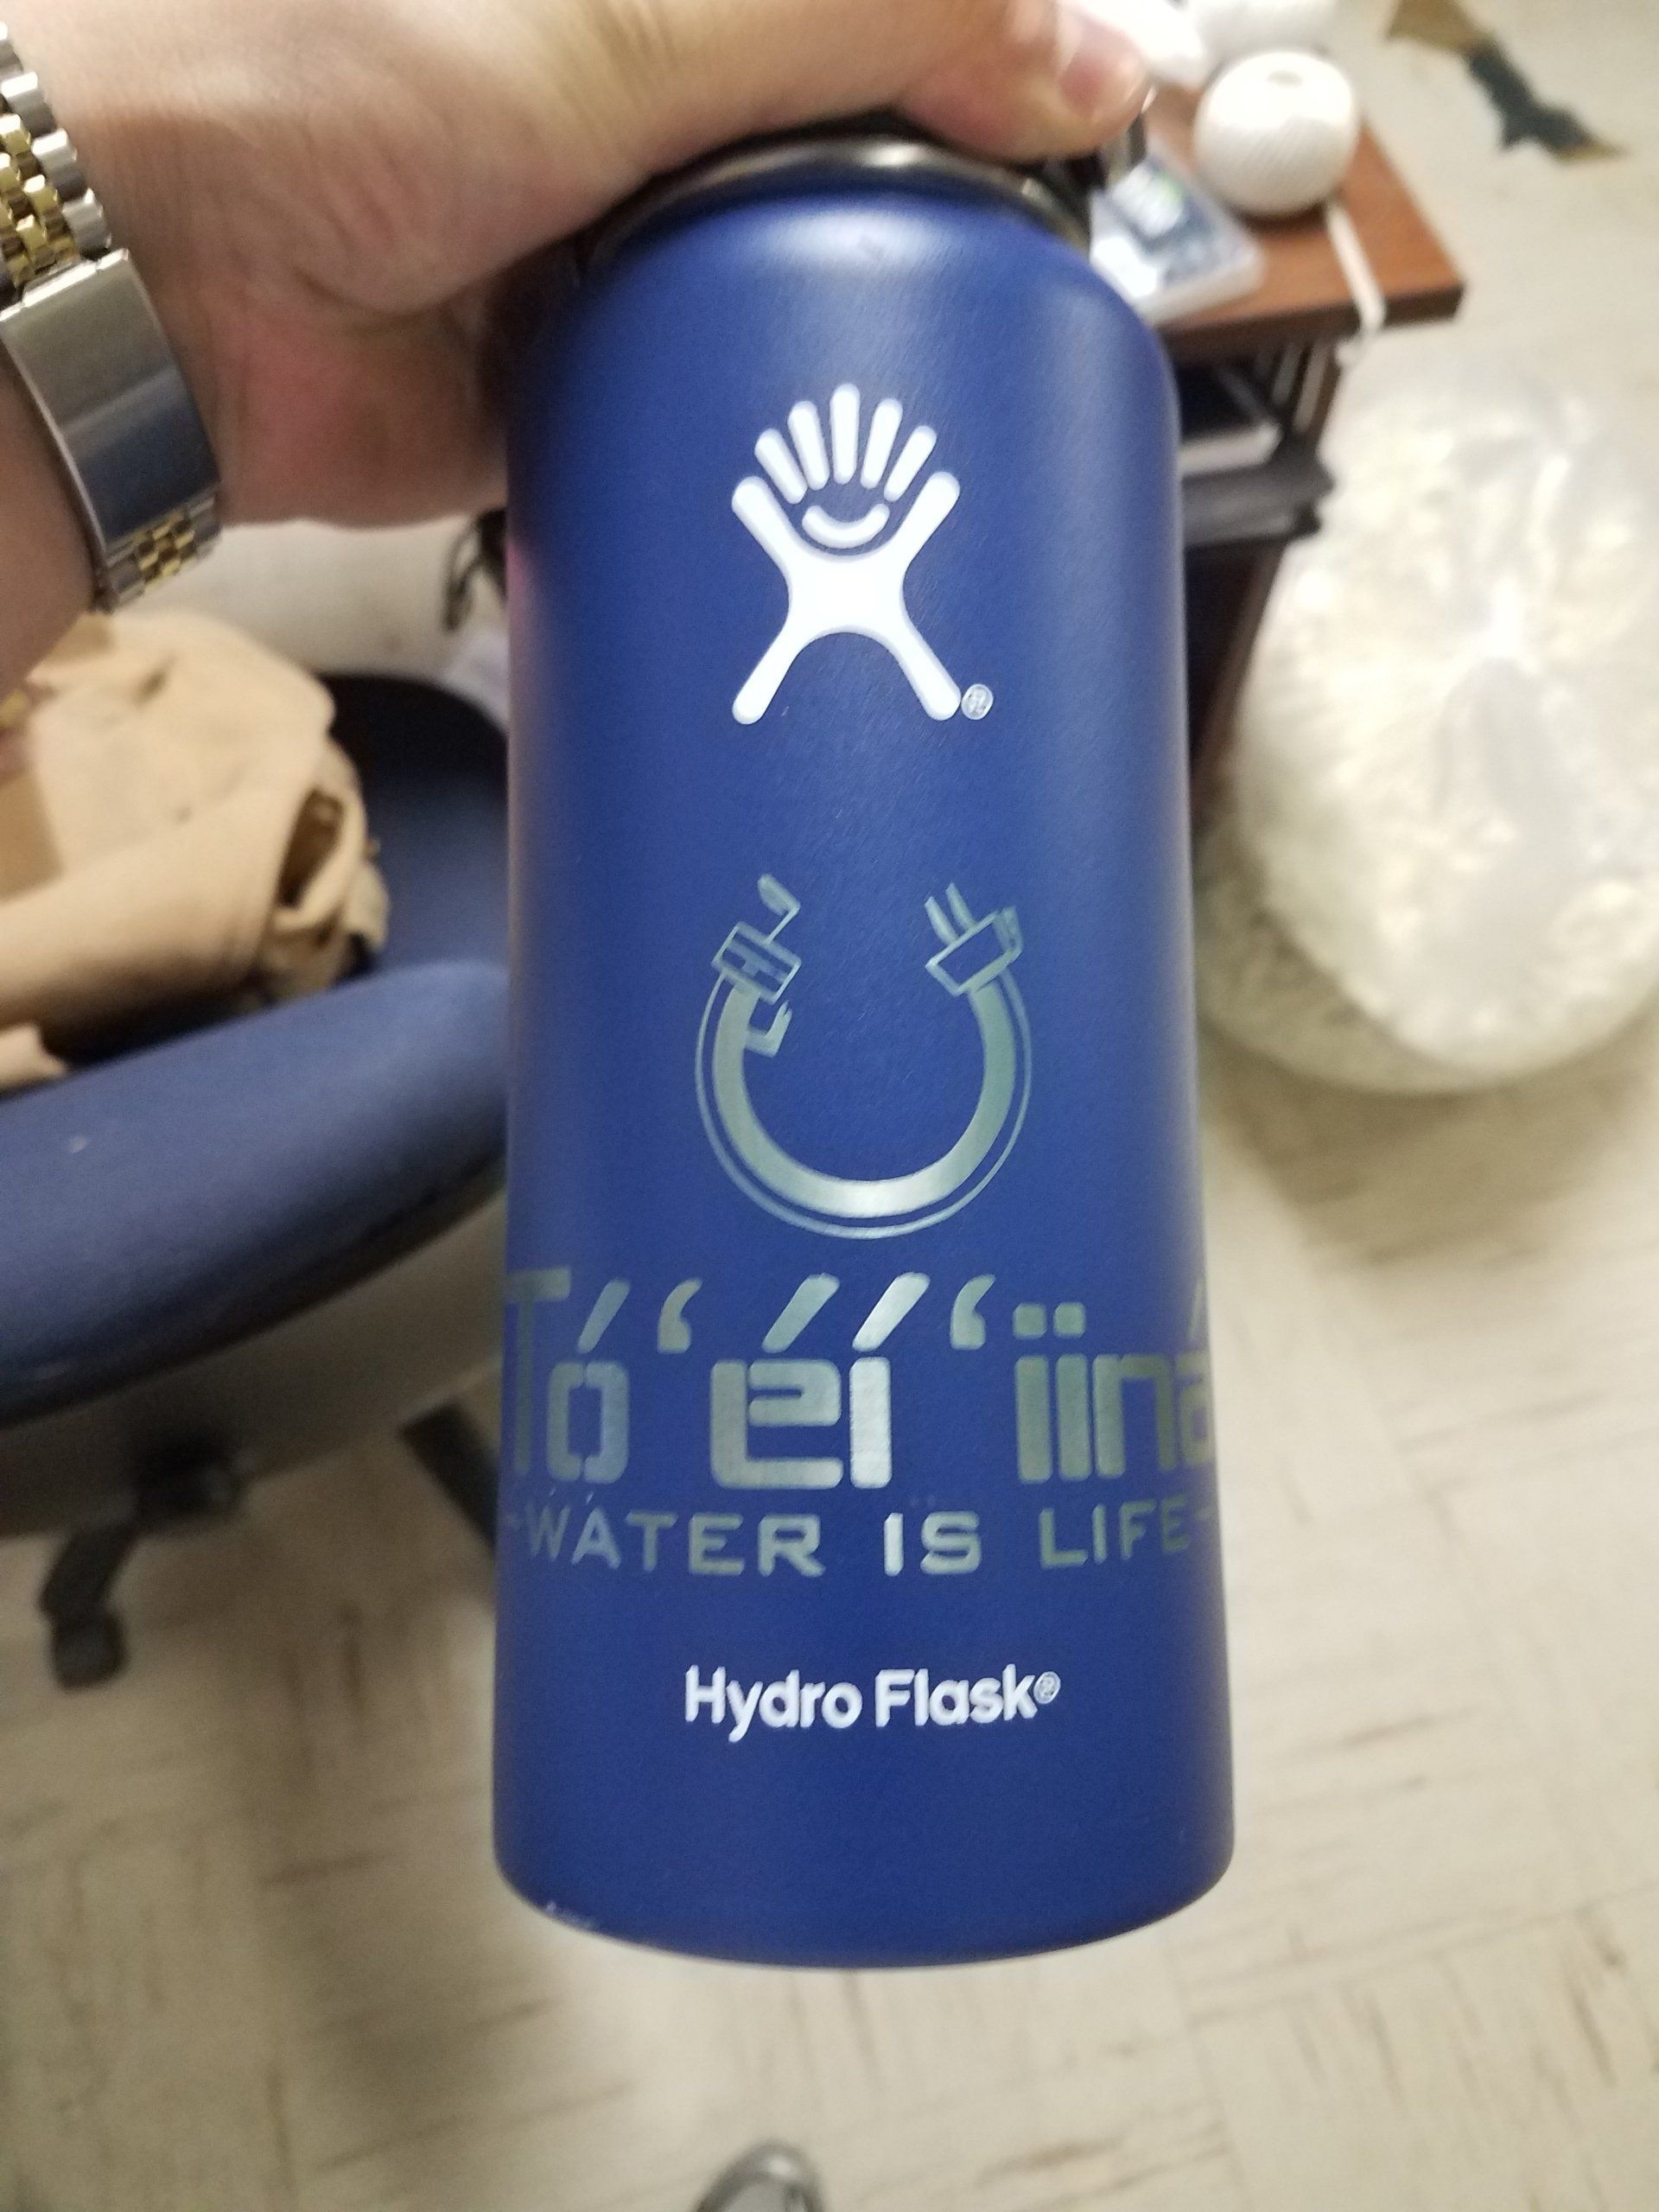 Tó‘éí‘iiná
-WATER IS LIFE-
Hydro Flask®